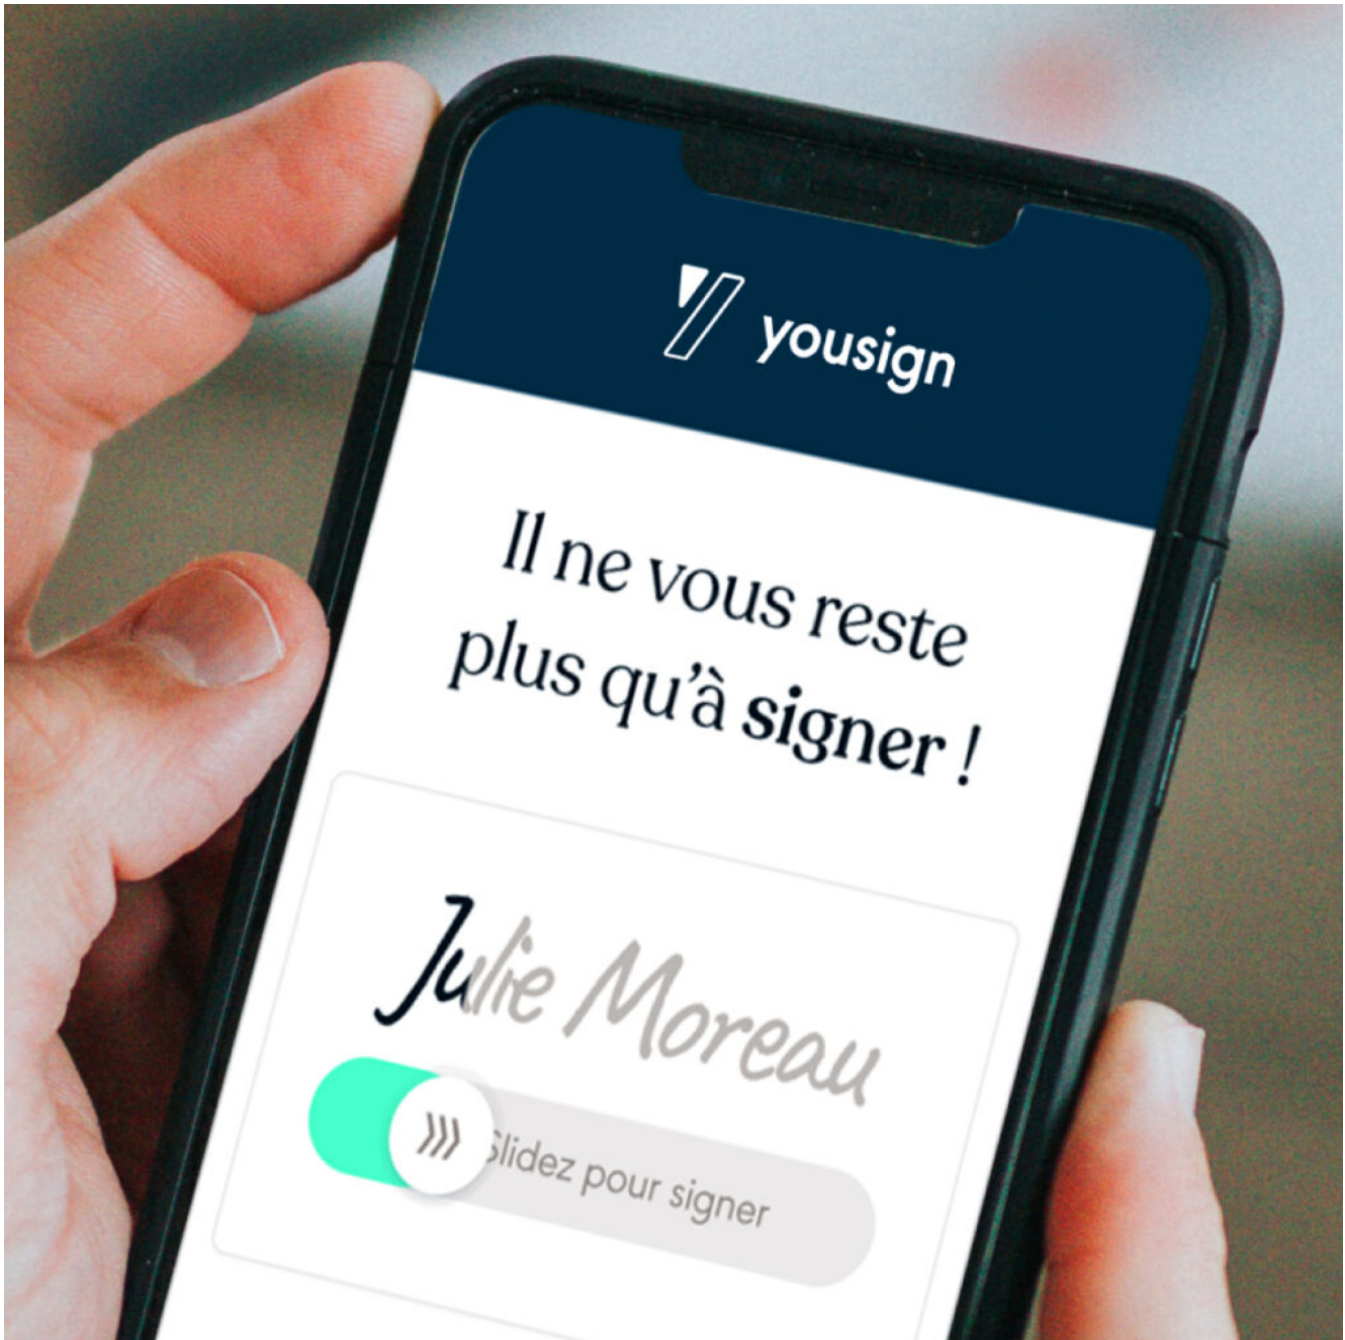 yousign
Il ne vous reste
plus qu’à signer !
Julie Moreau
Slidez pour signer